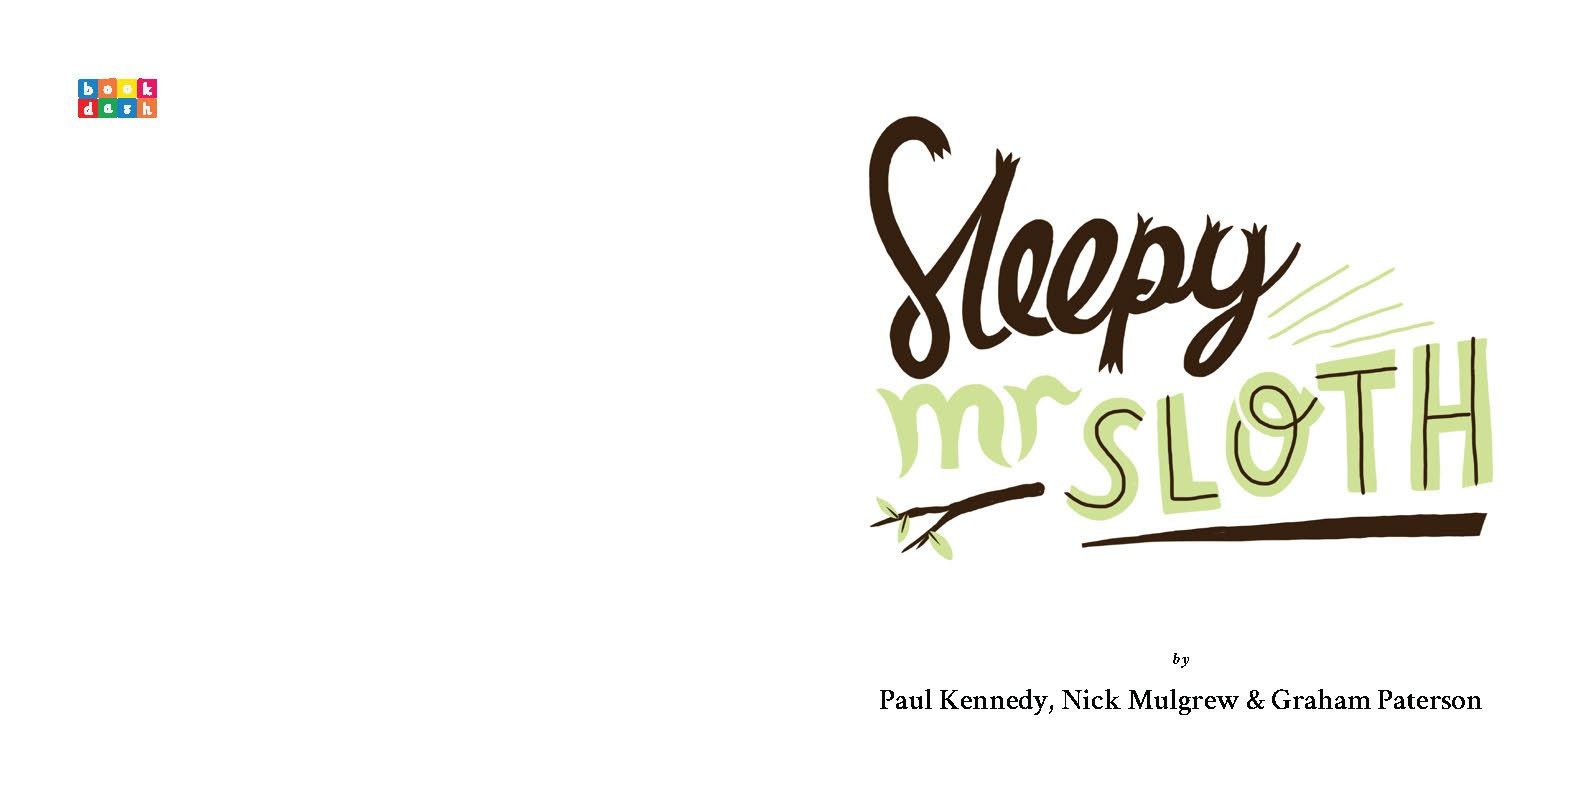 book
dash
Sleepy
mr SLOTH
by
Paul Kennedy, Nick Mulgrew & Graham Paterson